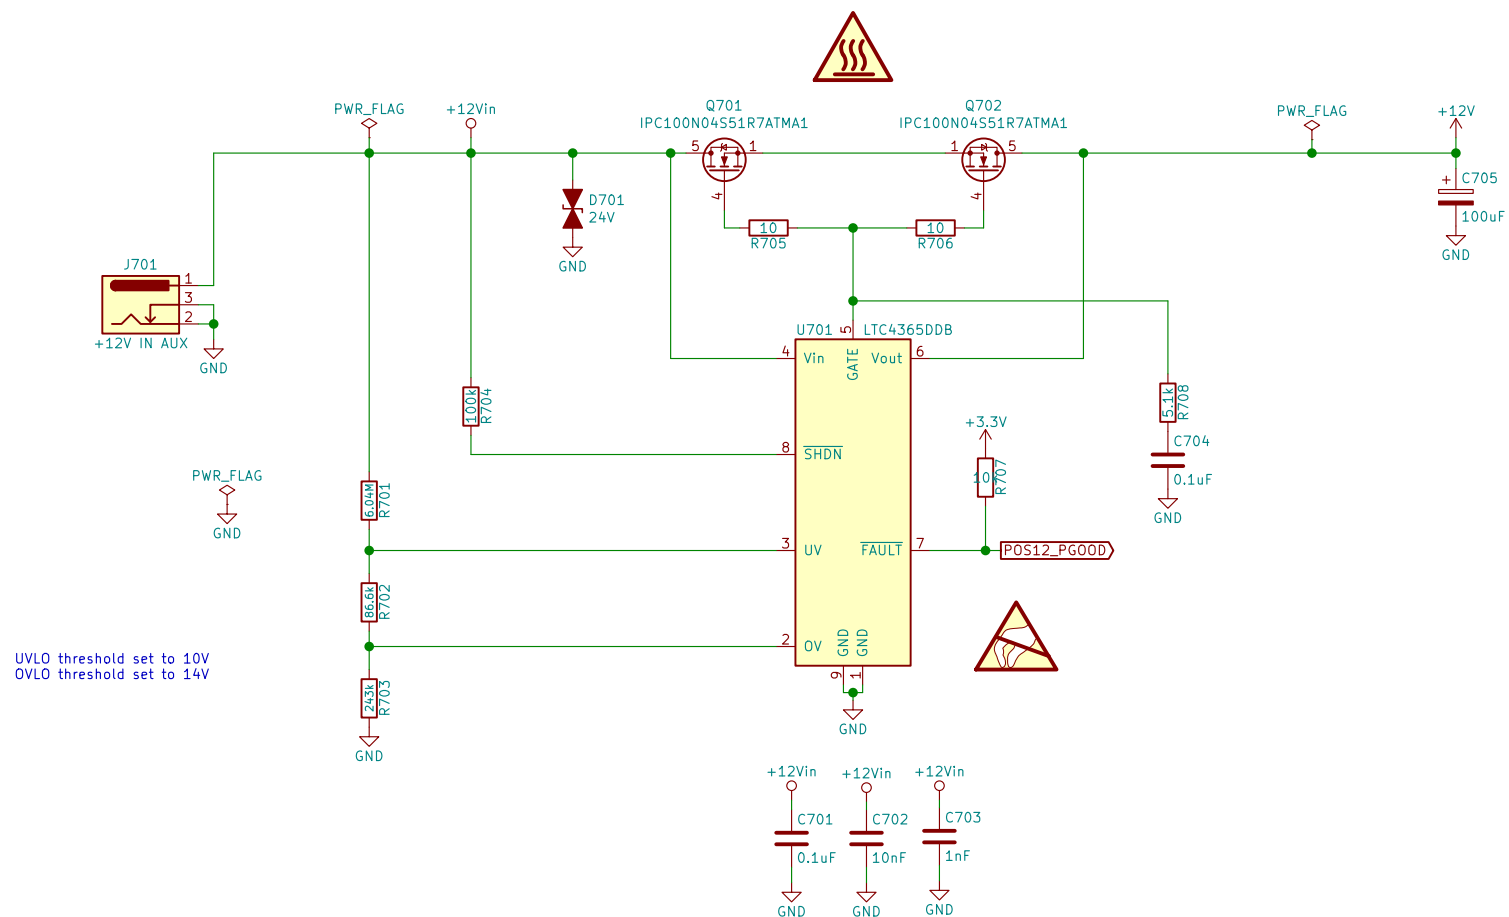 PWR_FLAG
+12Vin
Q701
IPC100N04S51R7ATMA1
Q702
IPC100N04S51R7ATMA1
PWR_FLAG
+12V
5
1
4
1
5
4
D701
24V
GND
10
R705
10
R706
C705
100uF
GND
+
J701
1
3
2
+12V IN AUX
GND
U701
LTC4365DDB
5
4
Vin
GATE
Vout
6
100k
R704
8
SHDN
+3.3V
R707
5.1k
R708
C704
0.1uF
GND
PWR_FLAG
GND
6.04M
R701
3
UV
FAULT
7
POS12_PGOOD
86.6k
R702
2
OV
GND
GND
9
1
GND
UVLO threshold set to 10V
OVLO threshold set to 14V
243k
R703
GND
+12Vin
C701
0.1uF
GND
+12Vin
C702
10nF
GND
+12Vin
C703
1nF
GND